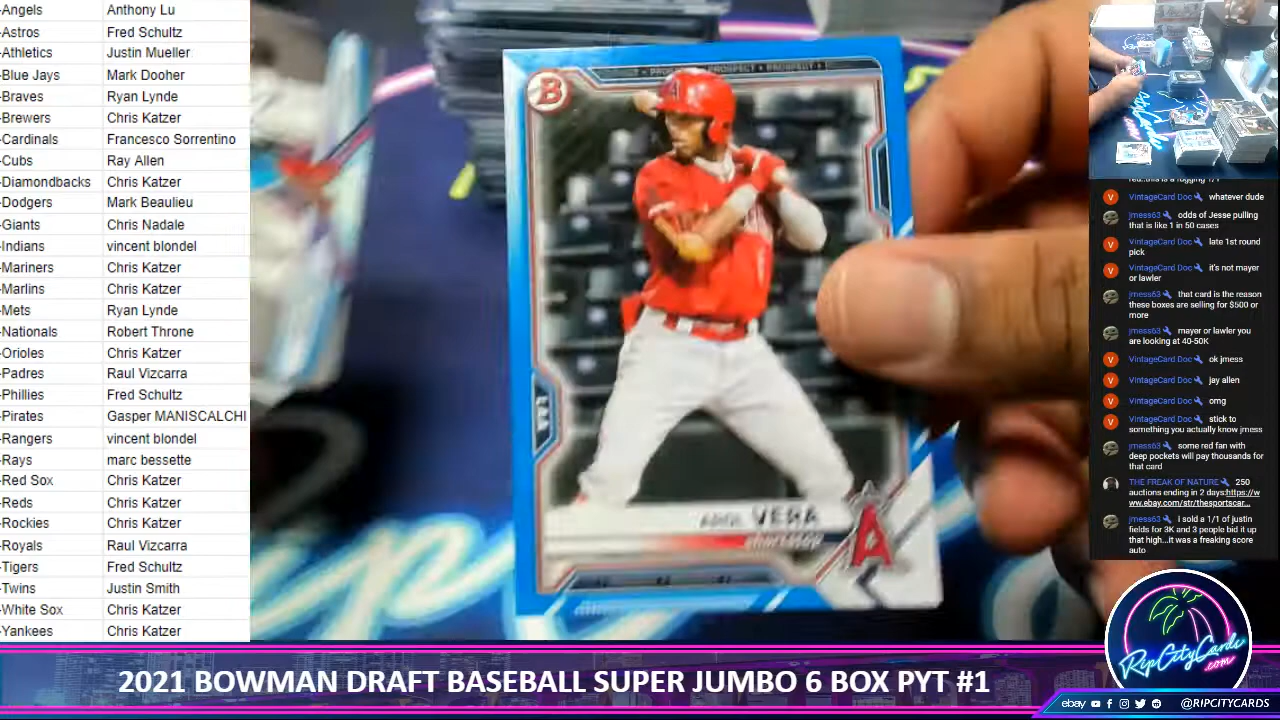 -Angels Anthony Lu
-Astros Fred Schultz
-Athletics Justin Mueller
-Blue Jay Mark Dooher
-Braves Ryan Lynde
-Brewers Chris Katzer
-Cardinals Francesco Sorrentino
-Cubs Ray Allen
-Diamondbacks Chris Katzer
-Dodgers Mark Beaulieu
-Giants Chris Nadale
-Indians vincent blondel
-Mariners Chris Katzer
-Marlins Chris Katzer
-Mets Ryan Lynde
-Nationals Robert Throne
-Orioles Chris Katzer
-Padres Raul Vizcarra
-Phillies Fred Schultz
-Pirates Gasper MANISCALCHI
-Rangers vincent blondel
-Rays marc bessette
-Red Sox Chris Katzer
-Reds Chris Katzer
-Rockies Chris Katzer
-Royals Raul Vizcarra
-Tigers Fred Schultz
-Twins Justin Smith
-White Sox Chris Katzer
-Yankees Chris Katzer
PROSPECT • PROSPECT
B
VERA
shortstop
A
VintageCard Doc whatever dude
jmess63 odds of Jesse pulling
that is like 1 in 50 cases
VintageCard Doc late 1st round
pick
VintageCard Doc it's not mayer
or lawler
jmess63 that card is the reason
these boxes are selling for $500 or
more
jmess63 mayer or lawler you
are looking at 40-50K
VintageCard Doc ok jmess
VintageCard Doc jay allen
VintageCard Doc omg
VintageCard Doc stick to
something you actually know jmess
jmess63 some red fan with
deep pockets will pay thousands for
that card
THE FREAK OF NATURE 250
auctions ending in 2 days:https://w
ww.ebay.com/str/thesportscar...
jmess63 i sold a 1/1 of justin
fields for 3K and 3 people bid it up
that high...it was a freaking score
auto
RipCityCards
.com
2021 BOWMAN DRAFT BASEBALL SUPER JUMBO 6 BOX PYT #1
ebay @RIPCITYCARDS